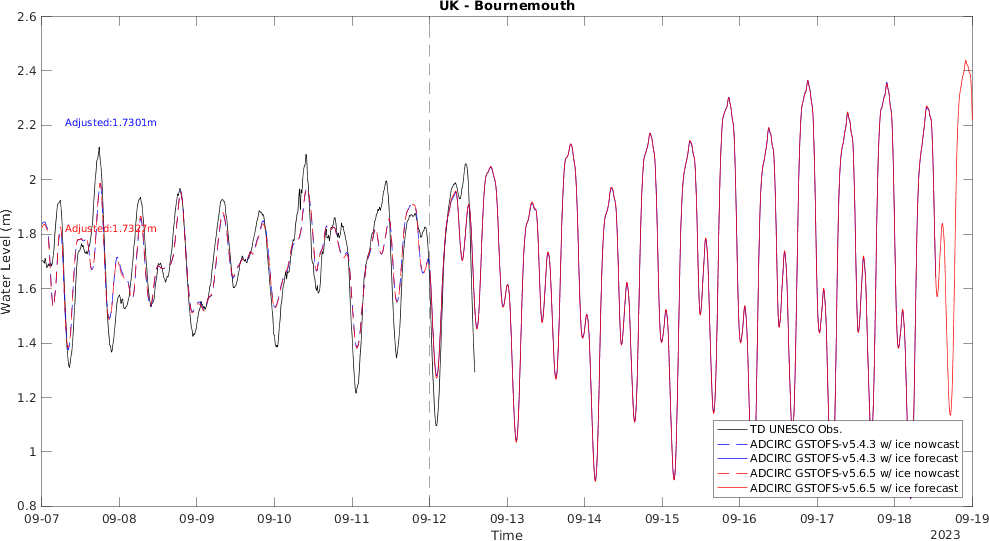 UK - Bournemouth
2.6
2.4
2.2
2
1.8
1.6
1.4
1.2
1
0.8
Water Level (m)
Adjusted:1.7301m
Adjusted:1.7327m
TD UNESCO Obs.
ADCIRC GSTOFS-v5.4.3 w/ ice nowcast
ADCIRC GSTOFS-v5.4.3 w/ ice forecast
ADCIRC GSTOFS-v5.6.5 w/ ice nowcast
ADCIRC GSTOFS-v5.6.5 w/ ice forecast
09-07 09-08 09-09 09-10 09-11 09-12 09-13 09-14 09-15 09-16 09-17 09-18 09-19
Time
2023